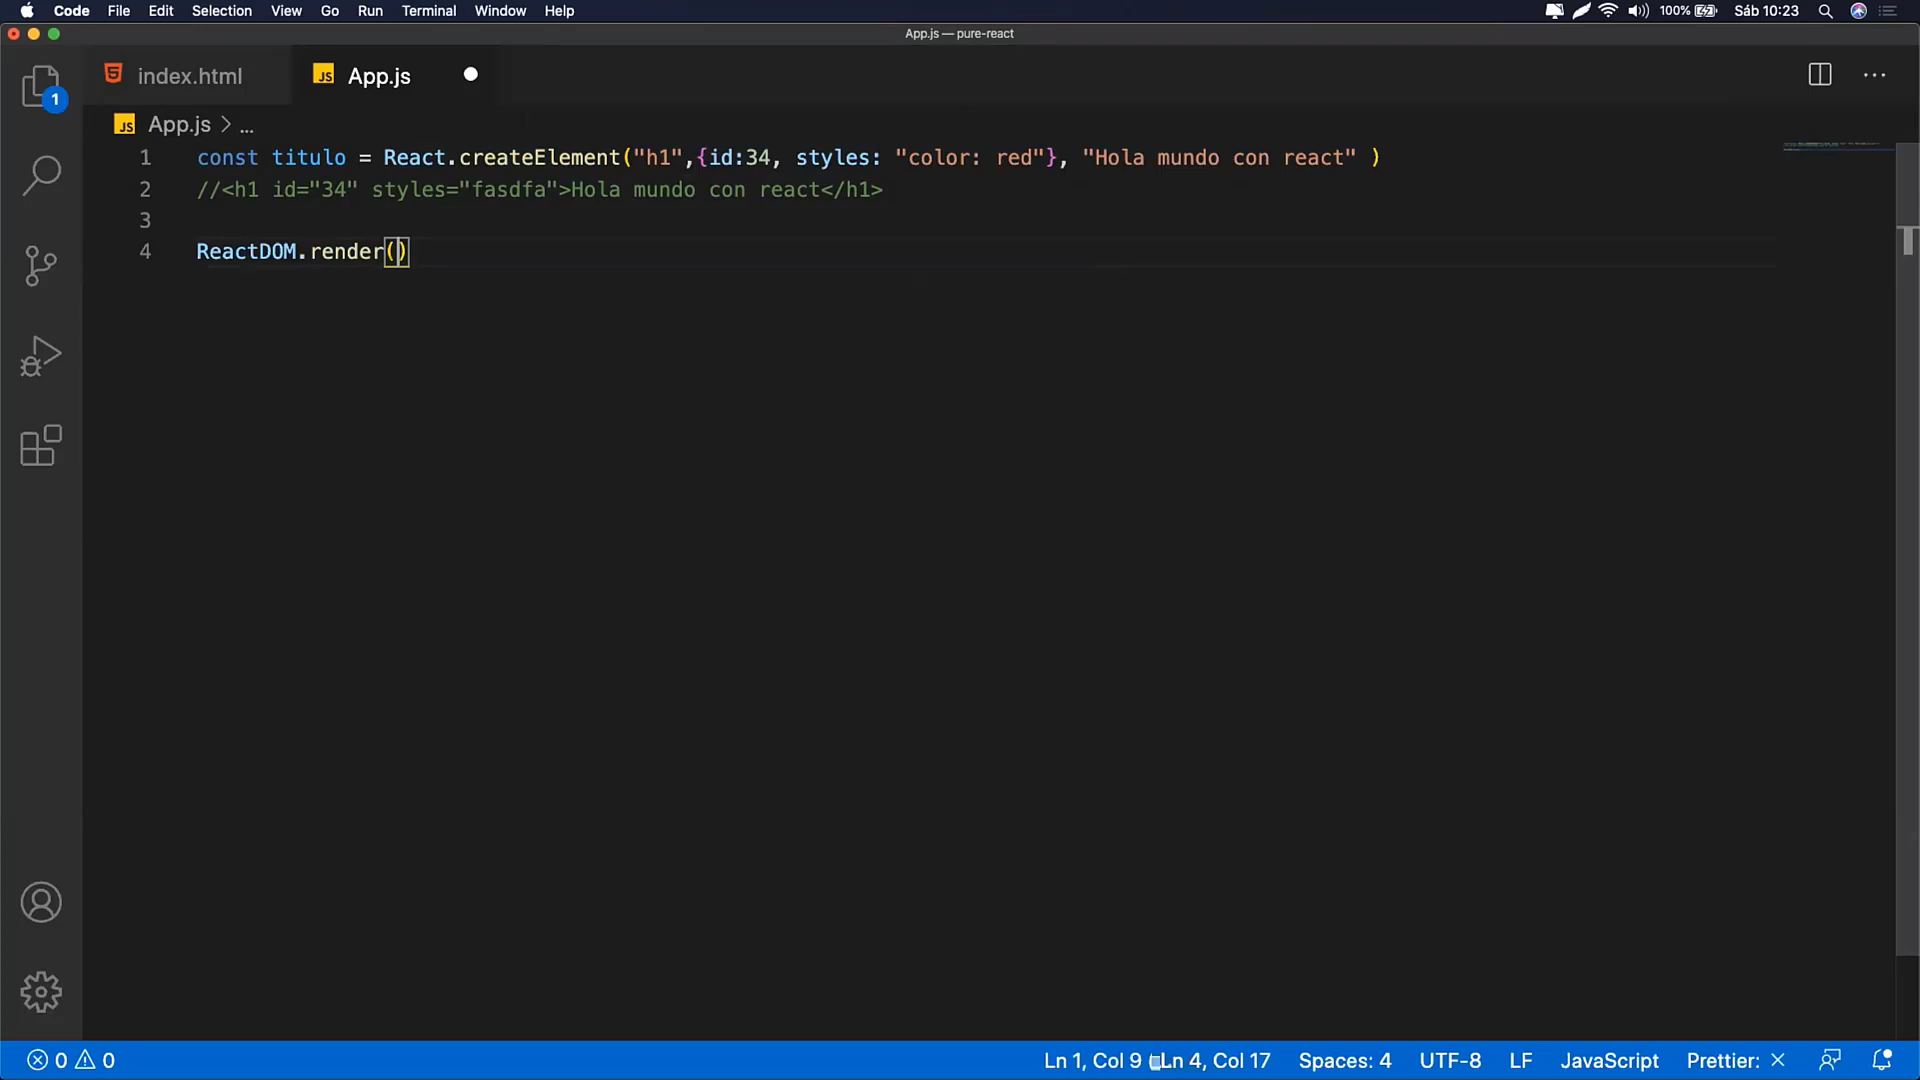 Code File Edit Selection View Go Run Terminal Window Help 100% Sáb 10:23
App.js — pure-react
index.html App.js
1
App.js > ...
1 const titulo = React.createElement("h1",{id:34, styles: "color: red"}, "Hola mundo con react" )
2 //<h1 id="34" styles="fasdfa">Hola mundo con react</h1>
3
4 ReactDOM.render()
0 0 Ln 1, Col 9 Ln 4, Col 17 Spaces: 4 UTF-8 LF JavaScript Prettier: ×